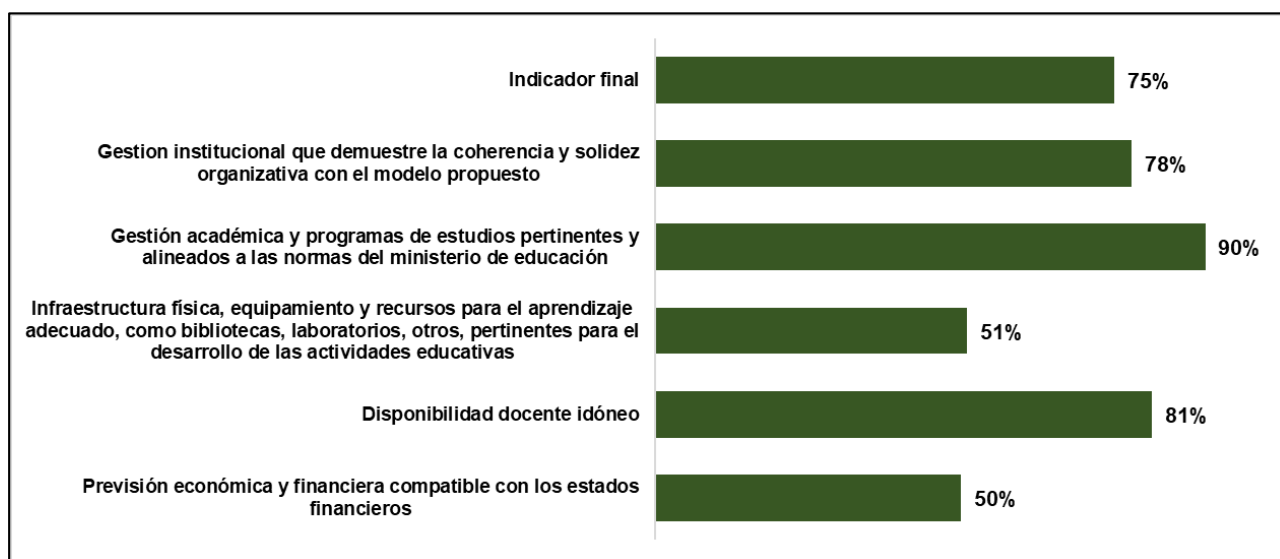 Indicador final
75%
Gestion institucional que demuestre la coherencia y solidez
organizativa con el modelo propuesto
78%
Gestión académica y programas de estudios pertinentes y
alineados a las normas del ministerio de educación
90%
Infraestructura física, equipamiento y recursos para el aprendizaje
adecuado, como bibliotecas, laboratorios, otros, pertinentes para el
desarrollo de las actividades educativas
51%
Disponibilidad docente idóneo
81%
Previsión económica y financiera compatible con los estados
financieros
50%